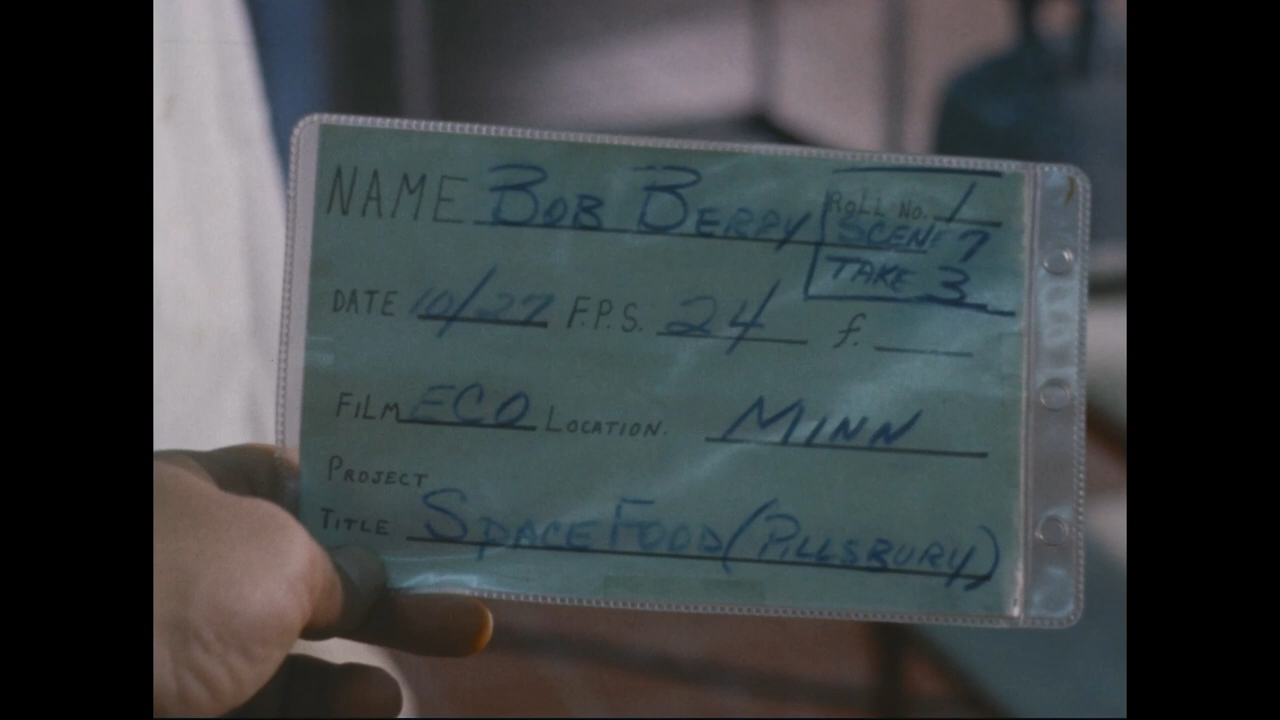 NAME BOB BERRY ROLL NO. 1
SCENE 7
TAKE 3
DATE 10/27 F.P.S. 24 f.
FILM ECO LOCATION. MINN
PROJECT
TITLE SPACE FOOD (PILLSBURY)